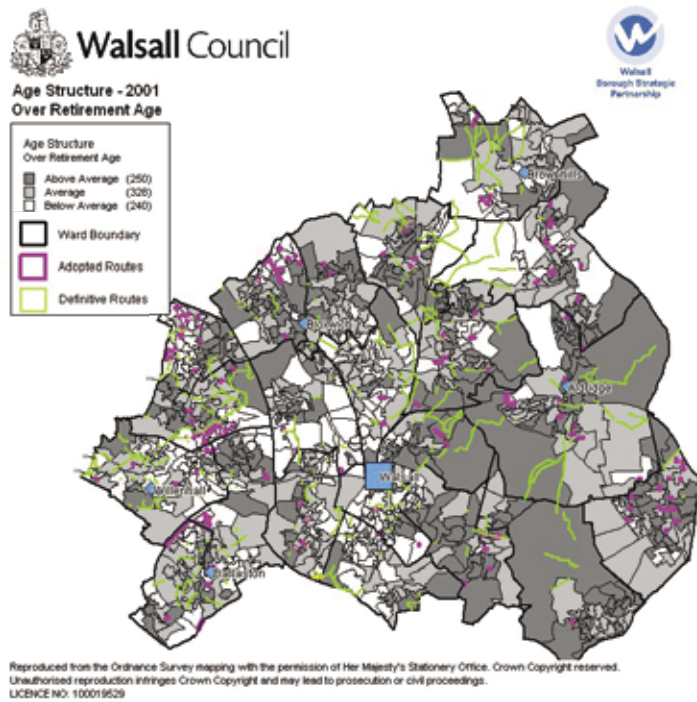 Walsall Council
Walsall
Borough Strategic
Partnership
Age Structure - 2001
Over Retirement Age
Age Structure
Over Retirement Age
Above Average (250)
Average (328)
Below Average (240)
Ward Boundary
Adopted Routes
Definitive Routes
Brownhills
Aldridge
Walsall
Willenhall
Darlaston
Reproduced from the Ordnance Survey mapping with the permission of Her Majesty's Stationery Office. Crown Copyright reserved.
Unauthorised reproduction infringes Crown Copyright and may lead to prosecution or civil proceedings.
LICENCE NO: 100019529